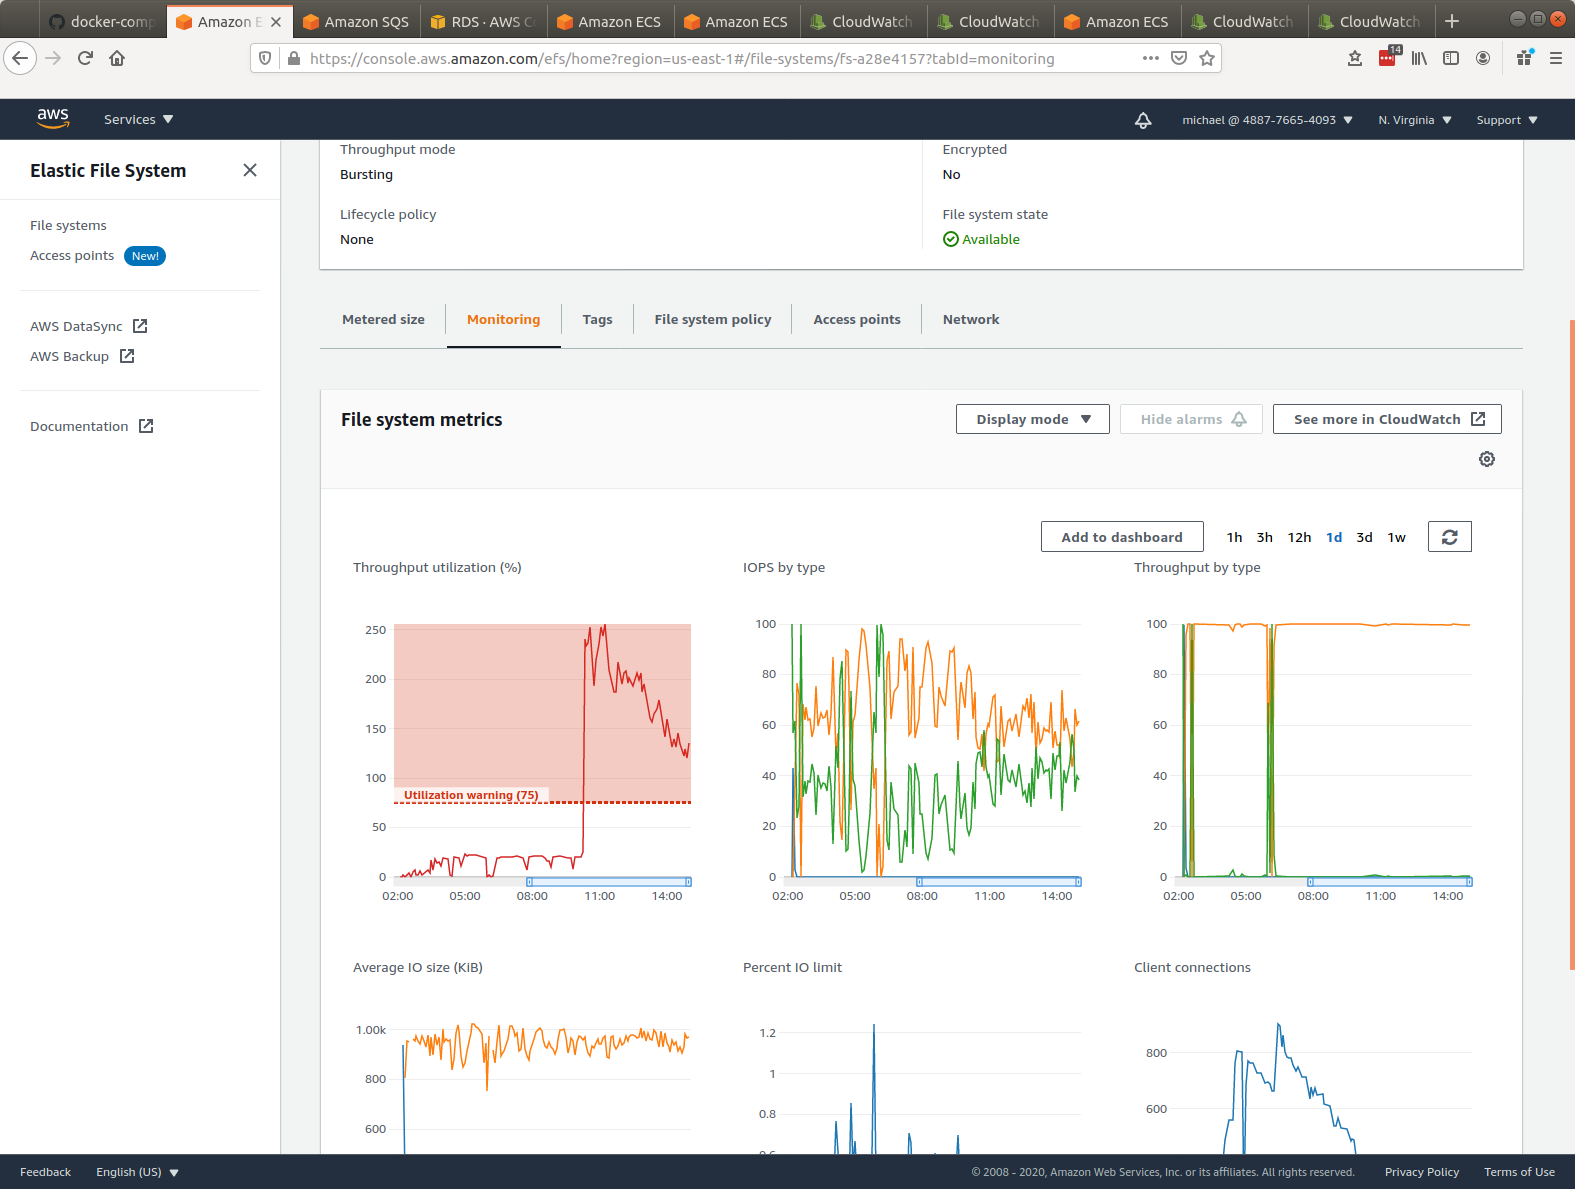 docker-comp
Amazon E
Amazon SQS
RDS · AWS C
Amazon ECS
Amazon ECS
CloudWatch
CloudWatch
Amazon ECS
CloudWatch
CloudWatch
https://console.aws.amazon.com/efs/home?region=us-east-1#/file-systems/fs-a28e4157?tabId=monitoring
14
aws
Services
michael @ 4887-7665-4093
N. Virginia
Support
Elastic File System
File systems
Access points New!
AWS DataSync
AWS Backup
Documentation
Throughput mode
Bursting
Encrypted
No
Lifecycle policy
None
File system state
Available
Metered size
Monitoring
Tags
File system policy
Access points
Network
File system metrics
Display mode
Hide alarms
See more in CloudWatch
Add to dashboard
1h 3h 12h 1d 3d 1w
Throughput utilization (%)
250
200
150
100
50
0
Utilization warning (75)
02:00 05:00 08:00 11:00 14:00
IOPS by type
100
80
60
40
20
0
02:00 05:00 08:00 11:00 14:00
Throughput by type
100
80
60
40
20
0
02:00 05:00 08:00 11:00 14:00
Average IO size (KiB)
1.00k
800
600
Percent IO limit
1.2
1
0.8
0.6
Client connections
800
600
Feedback
English (US)
© 2008 - 2020, Amazon Web Services, Inc. or its affiliates. All rights reserved.
Privacy Policy
Terms of Use